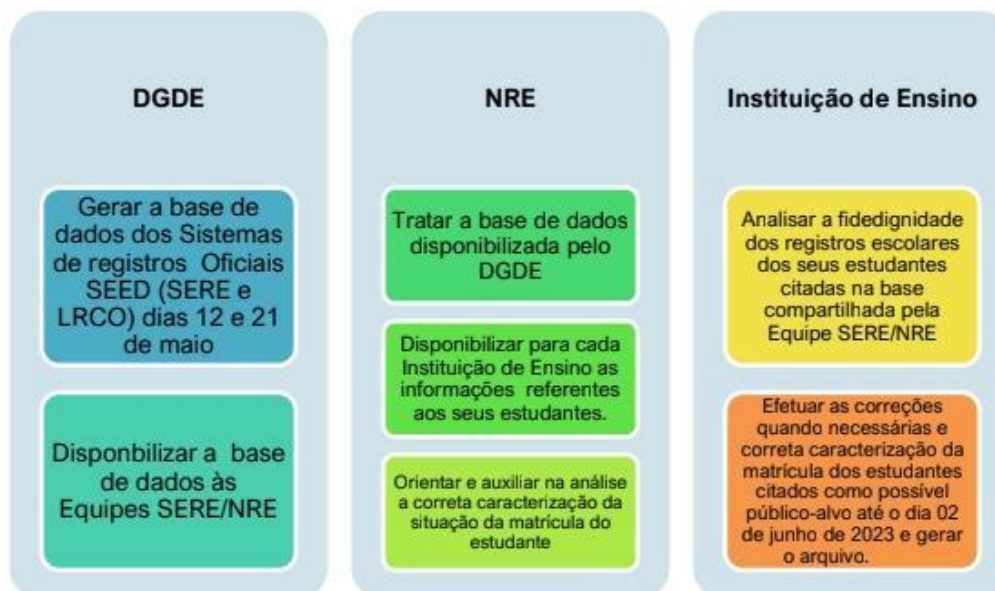 DGDE
Gerar a base de
dados dos Sistemas
de registros Oficiais
SEED (SERE e
LRCO) dias 12 e 21
de maio
Disponbilizar a base
de dados às
Equipes SERE/NRE
NRE
Tratar a base de dados
disponibilizada pelo
DGDE
Disponibilizar para cada
Instituição de Ensino as
informações referentes
aos seus estudantes.
Orientar e auxiliar na análise
a correta caracterização da
situação da matrícula do
estudante
Instituição de Ensino
Analisar a fidedignidade
dos registros escolares
dos seus estudantes
citadas na base
compartilhada pela
Equipe SERE/NRE
Efetuar as correções
quando necessárias e
correta caracterização da
matrícula dos estudantes
citados como possível
público-alvo até o dia 02
de junho de 2023 e gerar
o arquivo.